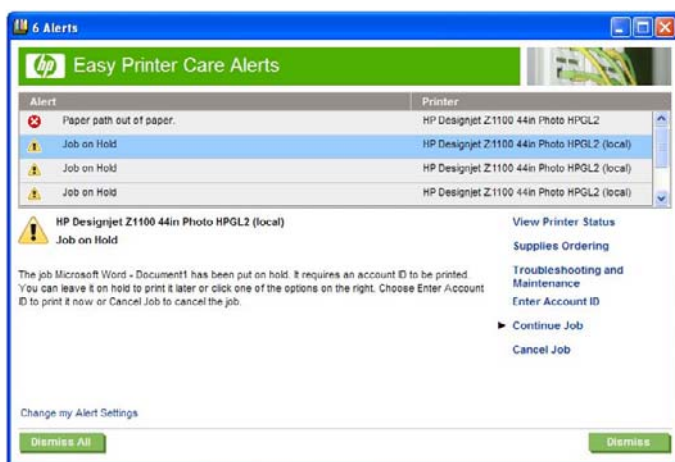 6 Alerts
hp Easy Printer Care Alerts
Alert Printer
Paper path out of paper. HP Designjet Z1100 44in Photo HPGL2
Job on Hold HP Designjet Z1100 44in Photo HPGL2 (local)
Job on Hold HP Designjet Z1100 44in Photo HPGL2 (local)
Job on Hold HP Designjet Z1100 44in Photo HPGL2 (local)
HP Designjet Z1100 44in Photo HPGL2 (local)
Job on Hold
The job Microsoft Word - Document1 has been put on hold. It requires an account ID to be printed.
You can leave it on hold to print it later or click one of the options on the right. Choose Enter Account
ID to print it now or Cancel Job to cancel the job.
View Printer Status
Supplies Ordering
Troubleshooting and
Maintenance
Enter Account ID
Continue Job
Cancel Job
Change my Alert Settings
Dismiss All Dismiss